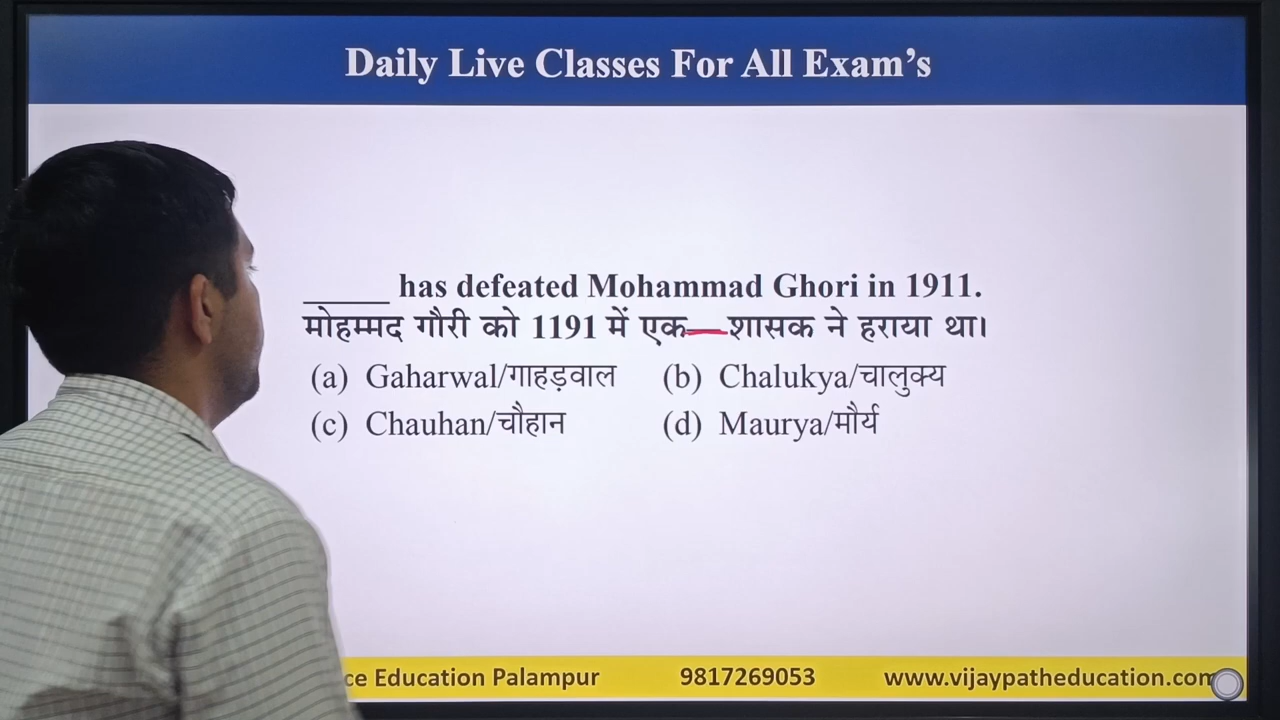 Daily Live Classes For All Exam’s
_____ has defeated Mohammad Ghori in 1911.
मोहम्मद गौरी को 1191 में एक— शासक ने हराया था।
(a) Gaharwal/गाहड़वाल (b) Chalukya/चालुक्य
(c) Chauhan/चौहान (d) Maurya/मौर्य
Education Palampur 9817269053 www.vijaypatheducation.com